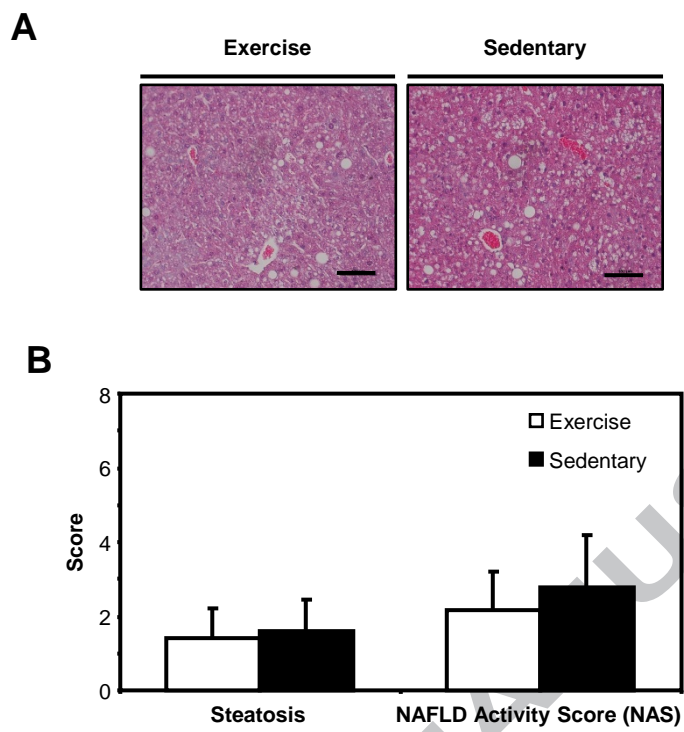 A
Exercise
Sedentary
B
8
6
4
2
0
Score
Exercise
Sedentary
Steatosis
NAFLD Activity Score (NAS)